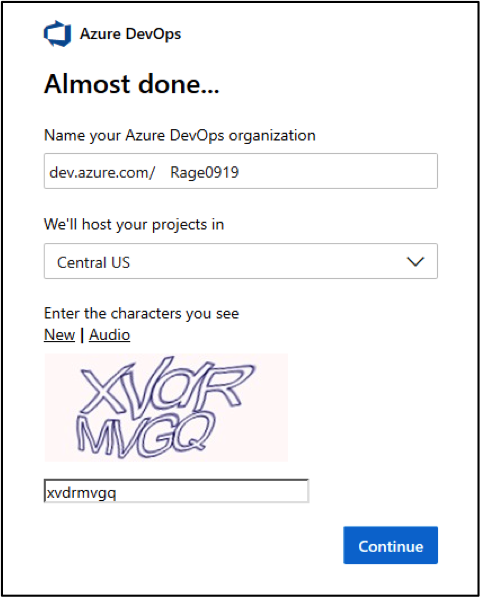 Azure DevOps
Almost done...
Name your Azure DevOps organization
dev.azure.com/ Rage0919
We'll host your projects in
Central US
Enter the characters you see
New | Audio
XVdR
MVGQ
xvdrmvgq
Continue